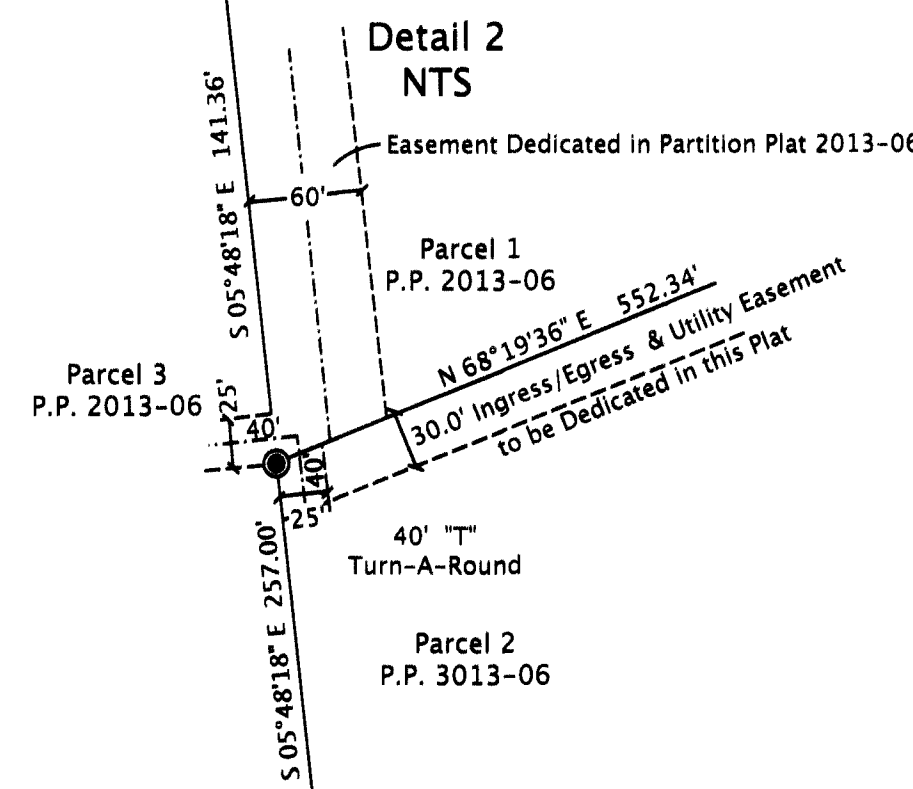 Detail 2
NTS
S 05°48'18" E 141.36'
Easement Dedicated in Partition Plat 2013-06
60'
Parcel 1
P.P. 2013-06
N 68°19'36" E 552.34'
30.0' Ingress/Egress & Utility Easement
to be Dedicated in this Plat
Parcel 3
P.P. 2013-06
25'
40'
40'
25'
S 05°48'18" E 257.00'
40' "T"
Turn-A-Round
Parcel 2
P.P. 3013-06